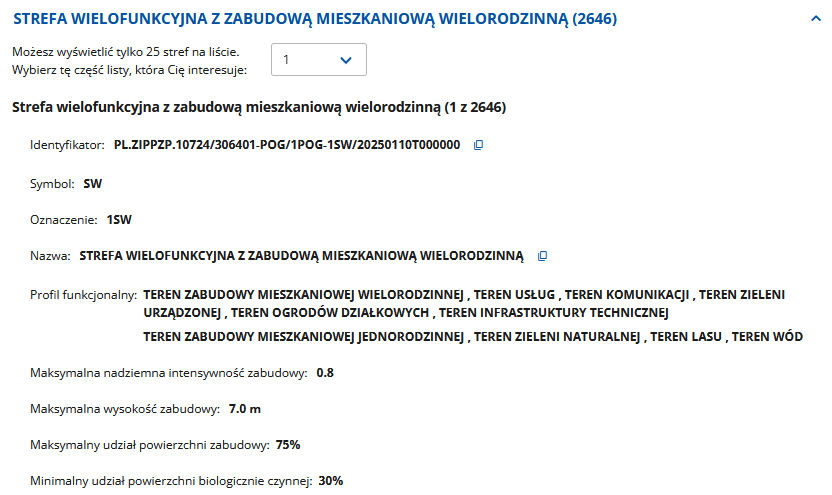 STREFA WIELOFUNKCYJNA Z ZABUDOWĄ MIESZKANIOWĄ WIELORODZINNĄ (2646)
Możesz wyświetlić tylko 25 stref na liście.
Wybierz tę część listy, która Cię interesuje:
1
Strefa wielofunkcyjna z zabudową mieszkaniową wielorodzinną (1 z 2646)
Identyfikator: PL.ZIPPZP.10724/306401-POG/1POG-1SW/20250110T000000
Symbol: SW
Oznaczenie: 1SW
Nazwa: STREFA WIELOFUNKCYJNA Z ZABUDOWĄ MIESZKANIOWĄ WIELORODZINNĄ
Profil funkcjonalny: TEREN ZABUDOWY MIESZKANIOWEJ WIELORODZINNEJ , TEREN USŁUG , TEREN KOMUNIKACJI , TEREN ZIELENI
URZĄDZONEJ , TEREN OGRODÓW DZIAŁKOWYCH , TEREN INFRASTRUKTURY TECHNICZNEJ
TEREN ZABUDOWY MIESZKANIOWEJ JEDNORODZINNEJ , TEREN ZIELENI NATURALNEJ , TEREN LASU , TEREN WÓD
Maksymalna nadziemna intensywność zabudowy: 0.8
Maksymalna wysokość zabudowy: 7.0 m
Maksymalny udział powierzchni zabudowy: 75%
Minimalny udział powierzchni biologicznie czynnej: 30%